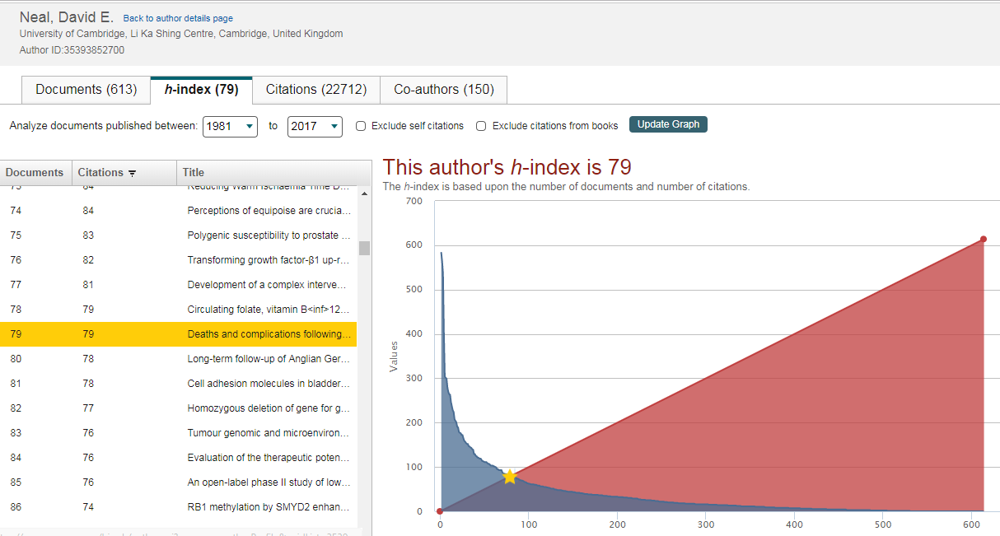 Neal, David E. Back to author details page
University of Cambridge, Li Ka Shing Centre, Cambridge, United Kingdom
Author ID:35393852700
Documents (613) h-index (79) Citations (22712) Co-authors (150)
Analyze documents published between: 1981 to 2017 Exclude self citations Exclude citations from books Update Graph
Documents Citations Title
74 84 Perceptions of equipoise are crucia...
75 83 Polygenic susceptibility to prostate ...
76 82 Transforming growth factor-β1 up-r...
77 81 Development of a complex interve...
78 79 Circulating folate, vitamin B<inf>12...
79 79 Deaths and complications following...
80 78 Long-term follow-up of Anglian Ger...
81 78 Cell adhesion molecules in bladder...
82 77 Homozygous deletion of gene for g...
83 76 Tumour genomic and microenviron...
84 76 Evaluation of the therapeutic poten...
85 76 An open-label phase II study of low...
86 74 RB1 methylation by SMYD2 enhan...
This author's h-index is 79
The h-index is based upon the number of documents and number of citations.
700
600
500
400
300
200
100
0
Values
0 100 200 300 400 500 600